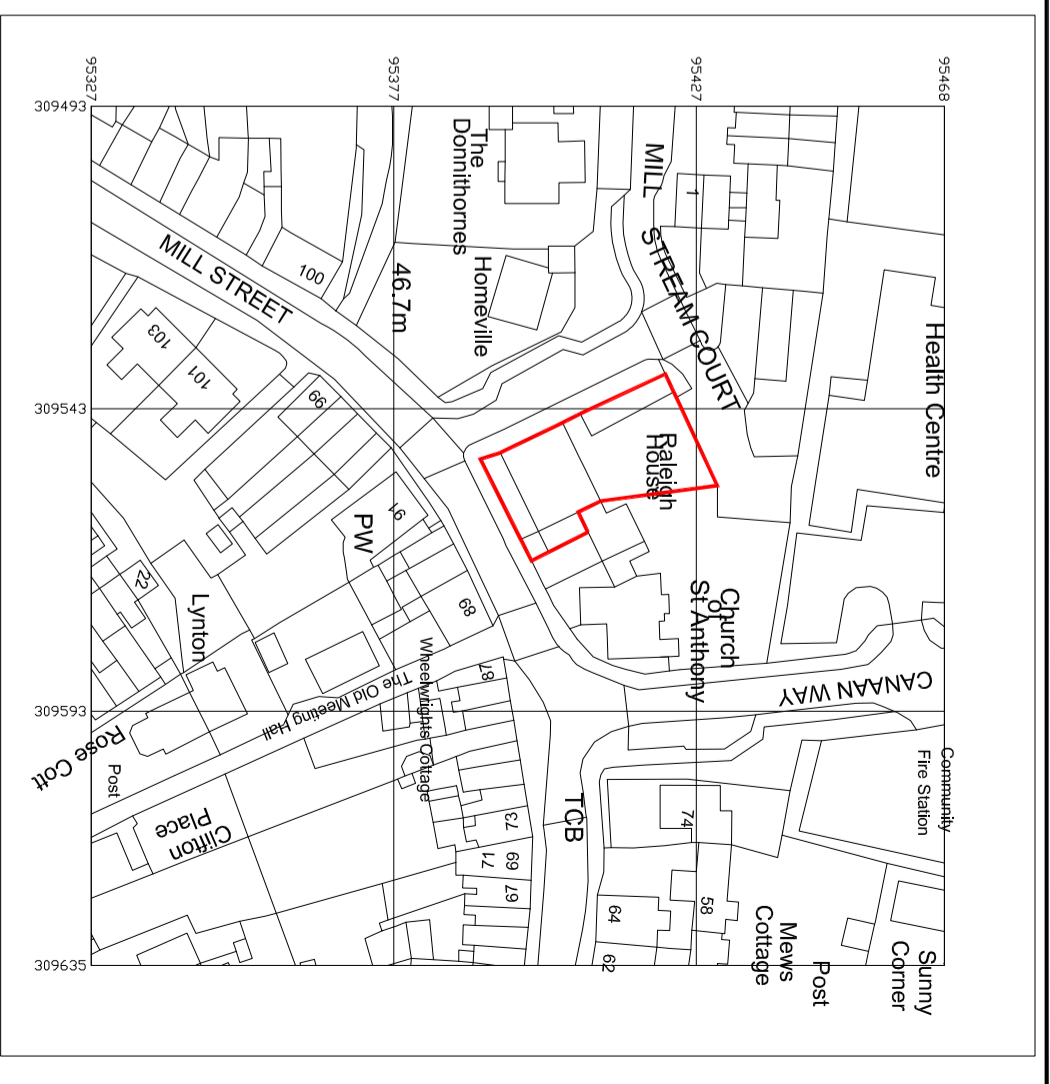 95327
95377
95427
95468
309493
309543
309593
309635
The
Donnithornes
Homeville
46.7m
MILL STREET
100
103
101
99
MILL
STREAM COURT
1
Health Centre
Raleigh
House
91
PW
89
Church
of
St Anthony
22
Lynton
The Old Meeting Hall
Wheelwrights Cottage
87
CANAAN WAY
Rose Cott
Post
Clifton
Place
73
71
69
67
TCB
74
64
62
58
Community
Fire Station
Mews
Cottage
Post
Sunny
Corner